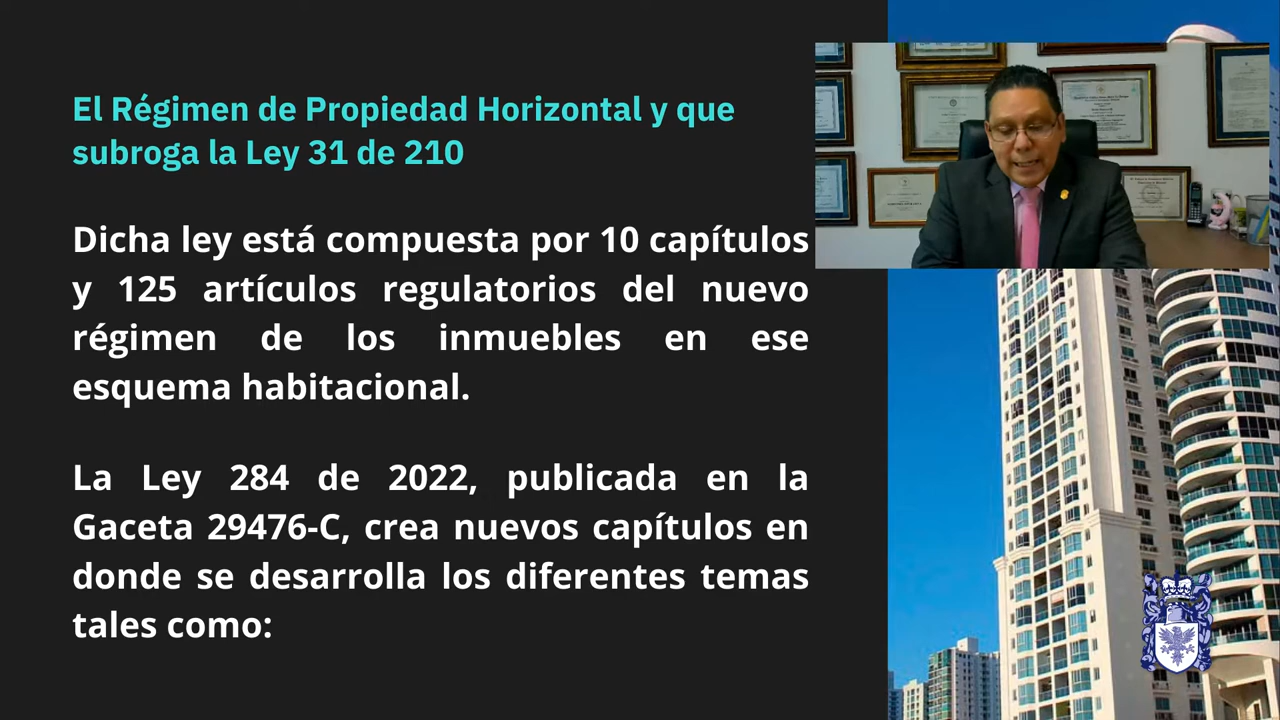 El Régimen de Propiedad Horizontal y que
subroga la Ley 31 de 210
Dicha ley está compuesta por 10 capítulos
y 125 artículos regulatorios del nuevo
régimen de los inmuebles en ese
esquema habitacional.
La Ley 284 de 2022, publicada en la
Gaceta 29476-C, crea nuevos capítulos en
donde se desarrolla los diferentes temas
tales como: